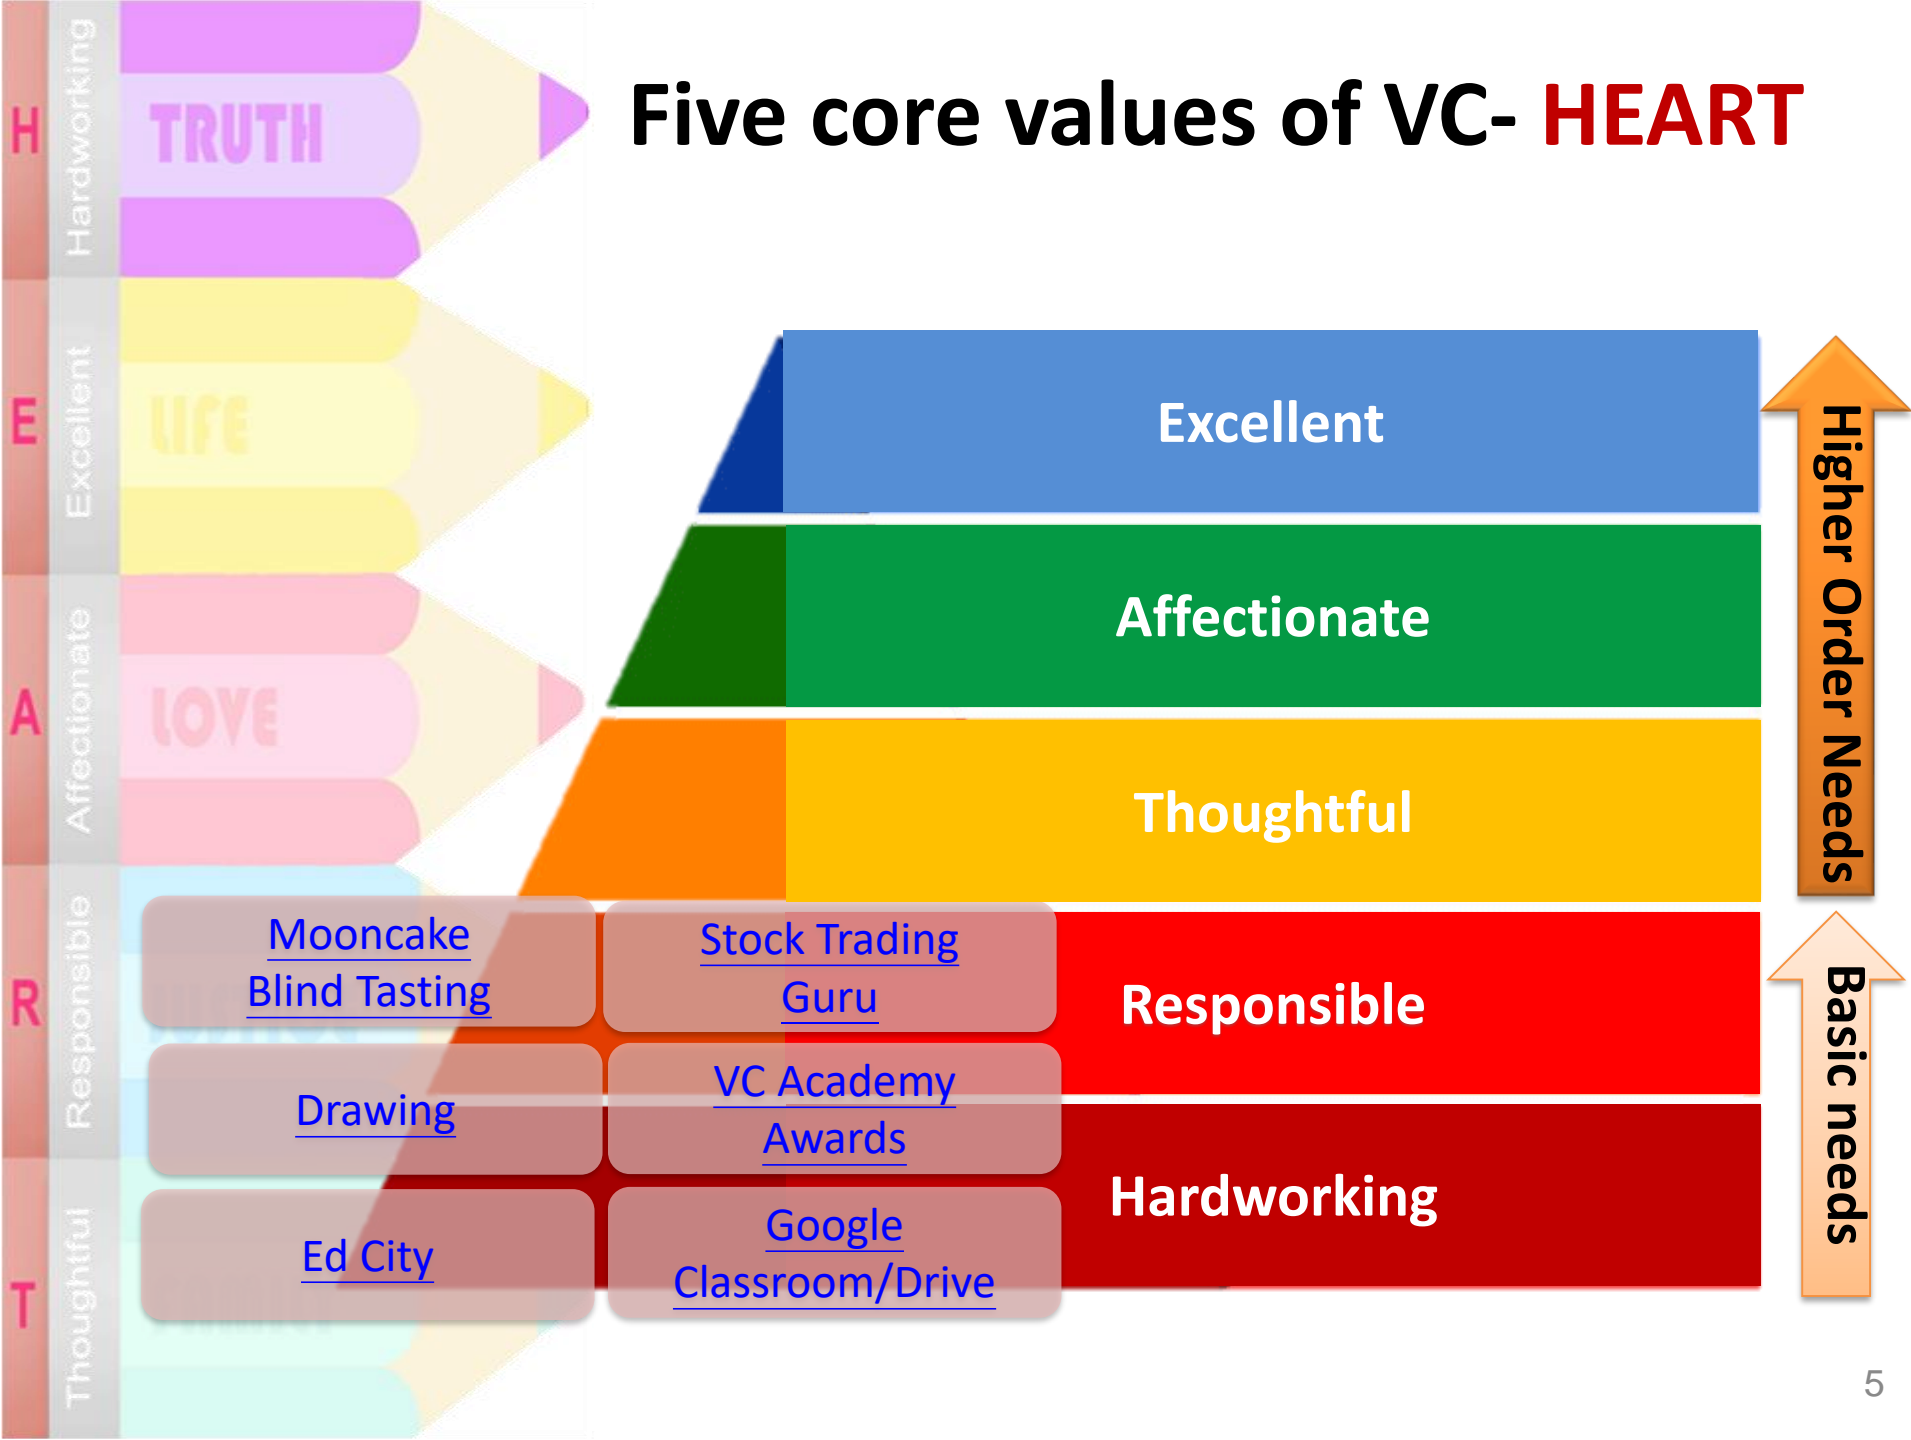 Five core values of VC- HEART
H
Hardworking
TRUTH
E
Excellent
LIFE
A
Affectionate
LOVE
R
Responsible
T
Thoughtful
Excellent
Affectionate
Thoughtful
Responsible
Hardworking
Higher Order Needs
Basic needs
Mooncake
Blind Tasting
Stock Trading
Guru
Drawing
VC Academy
Awards
Ed City
Google
Classroom/Drive
5